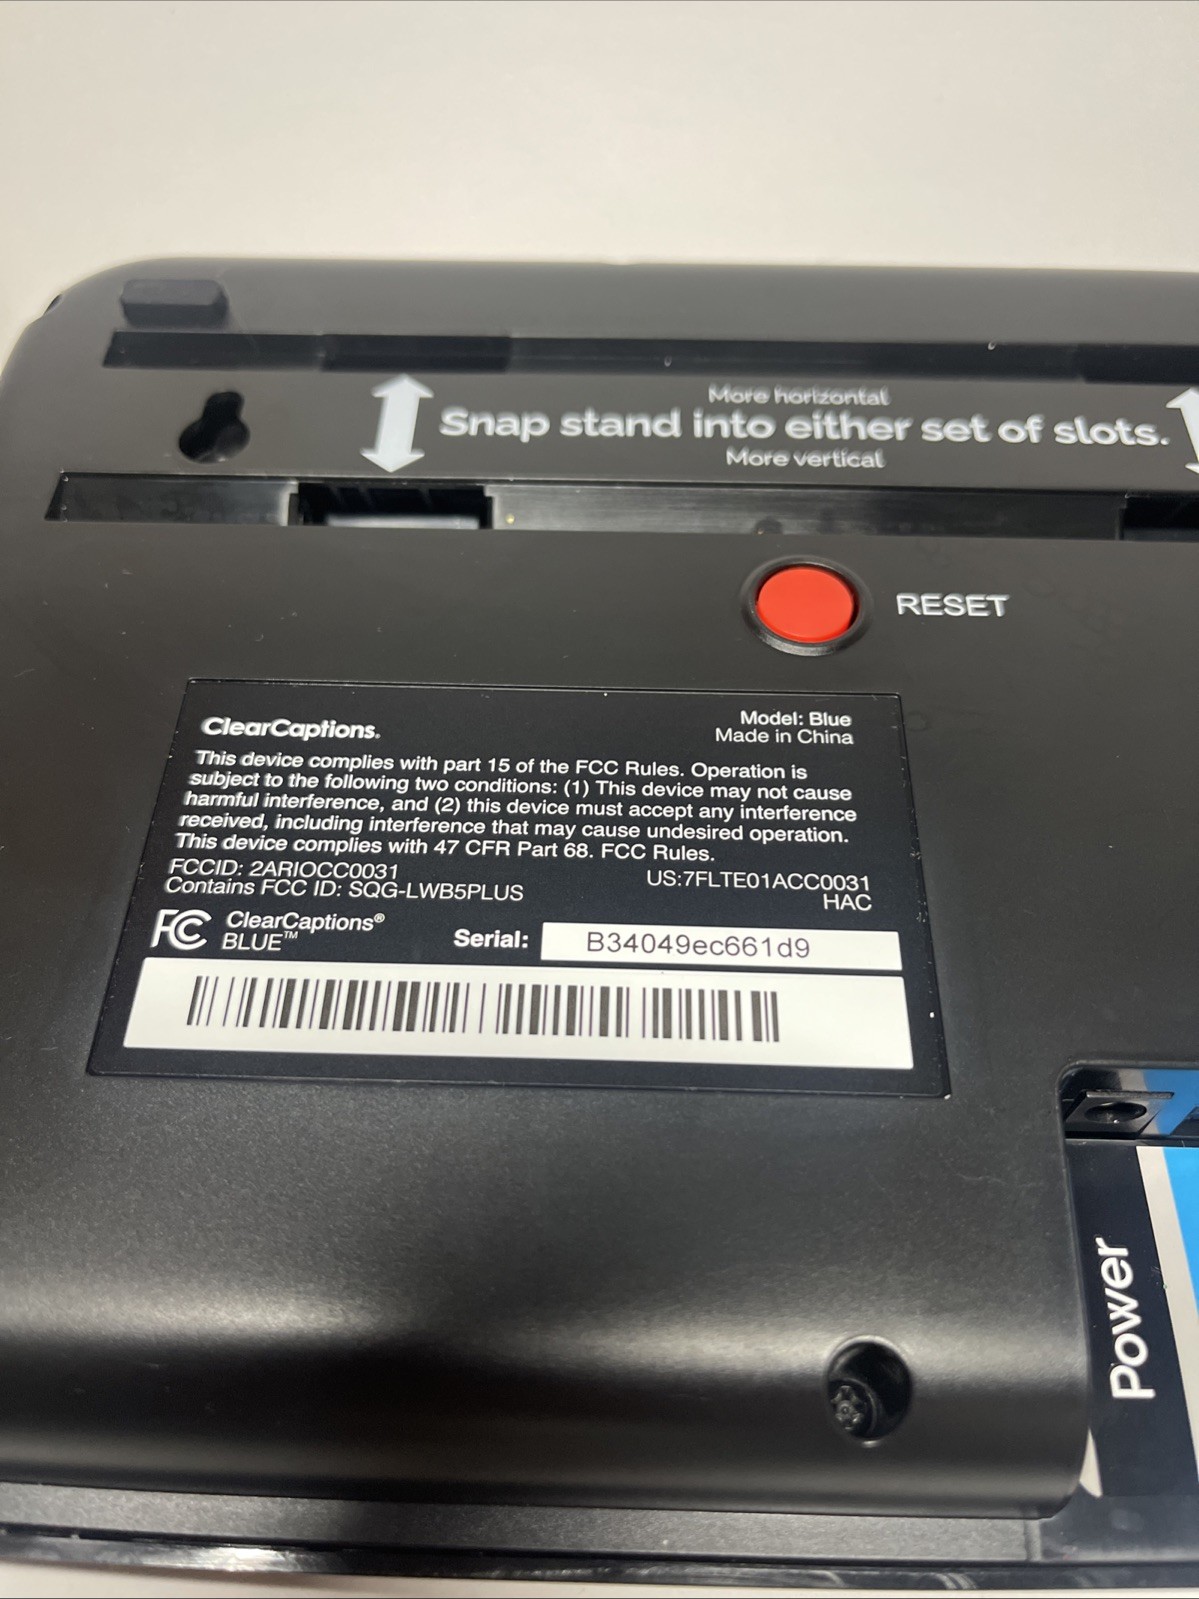 More horizontal
Snap stand into either set of slots.
More vertical
RESET
ClearCaptions.
Model: Blue
Made in China
This device complies with part 15 of the FCC Rules. Operation is
subject to the following two conditions: (1) This device may not cause
harmful interference, and (2) this device must accept any interference
received, including interference that may cause undesired operation.
This device complies with 47 CFR Part 68. FCC Rules.
FCCID: 2ARIOCC0031
Contains FCC ID: SQG-LWB5PLUS
US:7FLTE01ACC0031
HAC
FC ClearCaptions®
BLUE™
Serial: B34049ec661d9
Power